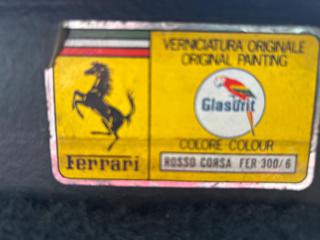 VERNICIATURA ORIGINALE
ORIGINAL PAINTING
Glasurit
COLORE COLOUR
ROSSO CORSA FER 300/6
Ferrari